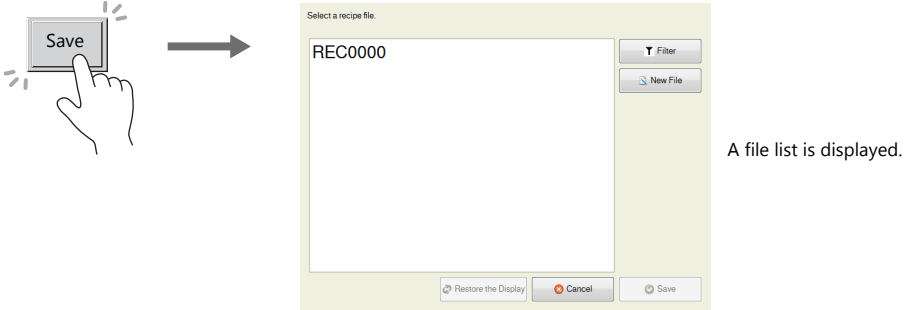 Save
Select a recipe file.
REC0000
Filter
New File
A file list is displayed.
Restore the Display
Cancel
Save